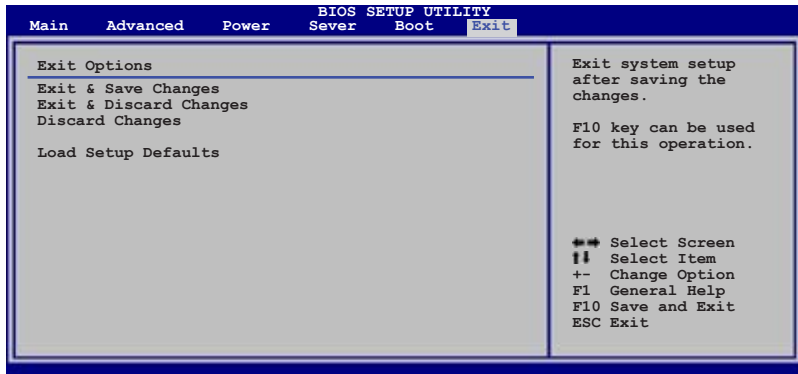 BIOS SETUP UTILITY
Main Advanced Power Sever Boot Exit
Exit Options
Exit & Save Changes
Exit & Discard Changes
Discard Changes
Load Setup Defaults
Exit system setup
after saving the
changes.
F10 key can be used
for this operation.
Select Screen
Select Item
+- Change Option
F1 General Help
F10 Save and Exit
ESC Exit